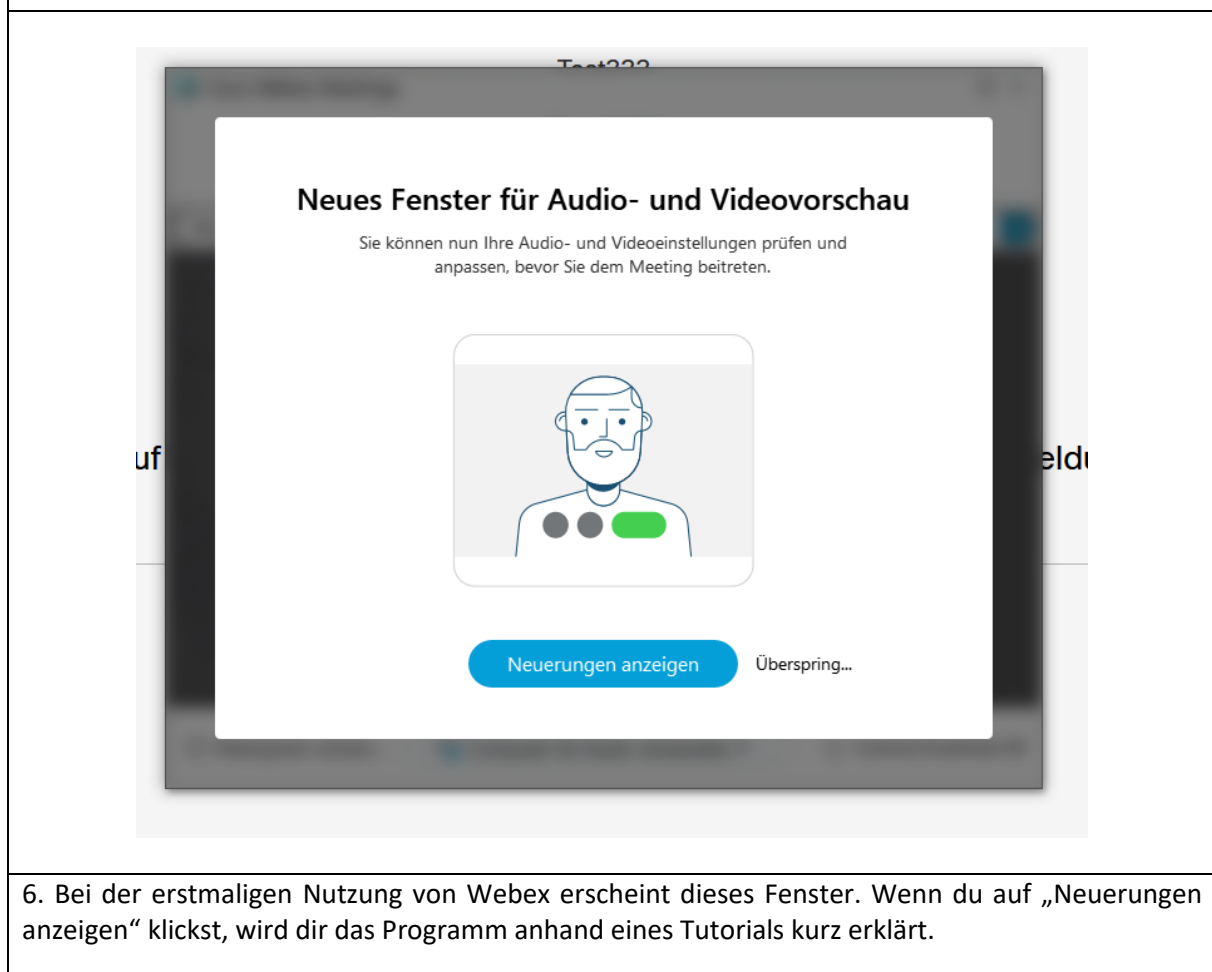 Neues Fenster für Audio- und Videovorschau
Sie können nun Ihre Audio- und Videoeinstellungen prüfen und
anpassen, bevor Sie dem Meeting beitreten.
Neuerungen anzeigen Überspring...
6. Bei der erstmaligen Nutzung von Webex erscheint dieses Fenster. Wenn du auf „Neuerungen
anzeigen“ klickst, wird dir das Programm anhand eines Tutorials kurz erklärt.